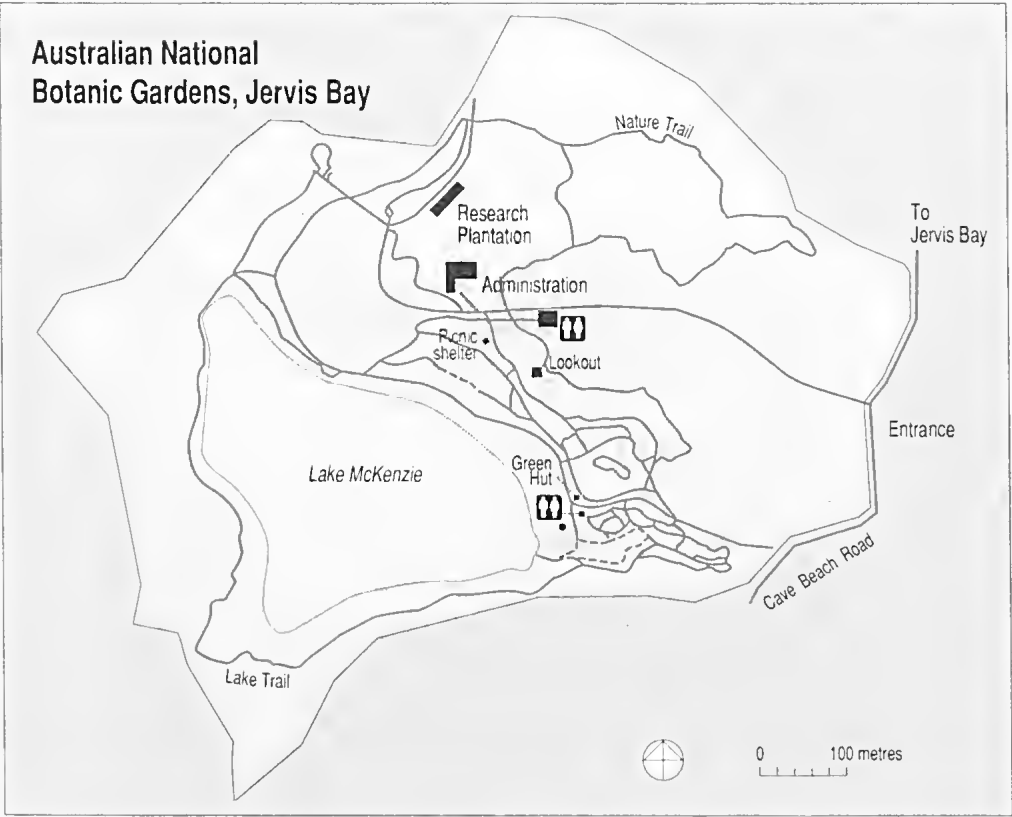 Australian National
Botanic Gardens, Jervis Bay
Nature Trail
Research
Plantation
To
Jervis Bay
Administration
Picnic
shelter
Lookout
Entrance
Green
Hut
Lake McKenzie
Cave Beach Road
Lake Trail
0 100 metres